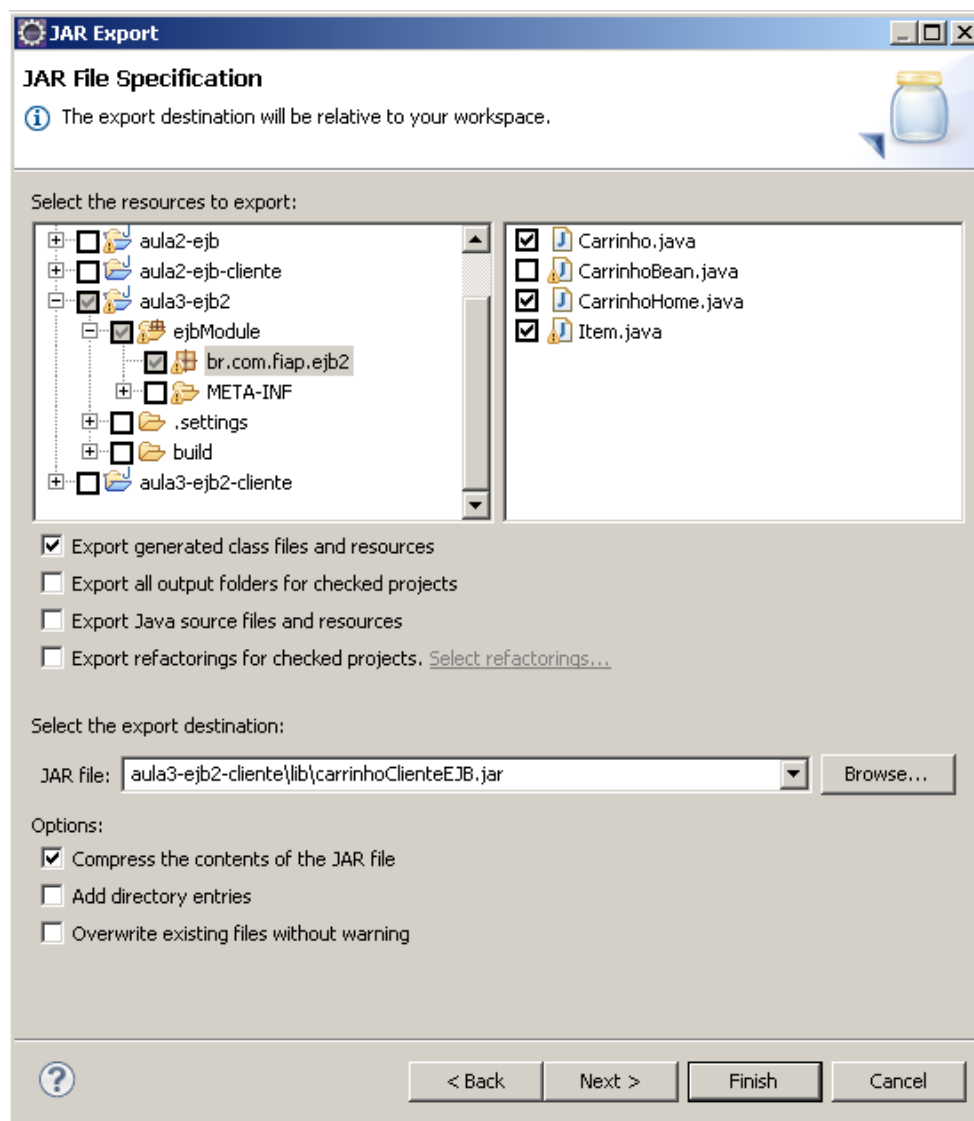 JAR Export
JAR File Specification
The export destination will be relative to your workspace.
Select the resources to export:
aula2-ejb
aula2-ejb-cliente
aula3-ejb2
ejbModule
br.com.fiap.ejb2
META-INF
.settings
build
aula3-ejb2-cliente
Carrinho.java
CarrinhoBean.java
CarrinhoHome.java
Item.java
Export generated class files and resources
Export all output folders for checked projects
Export Java source files and resources
Export refactorings for checked projects. Select refactorings...
Select the export destination:
JAR file: aula3-ejb2-cliente\lib\carrinhoClienteEJB.jar Browse...
Options:
Compress the contents of the JAR file
Add directory entries
Overwrite existing files without warning
< Back Next > Finish Cancel